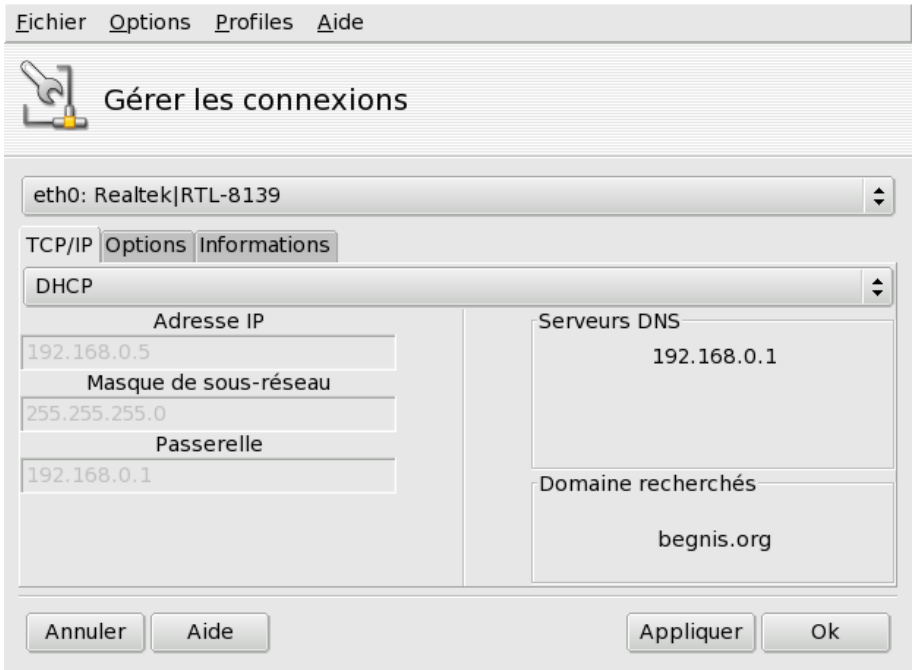 Fichier Options Profiles Aide
Gérer les connexions
eth0: Realtek|RTL-8139
TCP/IP Options Informations
DHCP
Adresse IP
192.168.0.5
Masque de sous-réseau
255.255.255.0
Passerelle
192.168.0.1
Serveurs DNS
192.168.0.1
Domaine recherchés
begnis.org
Annuler Aide Appliquer Ok